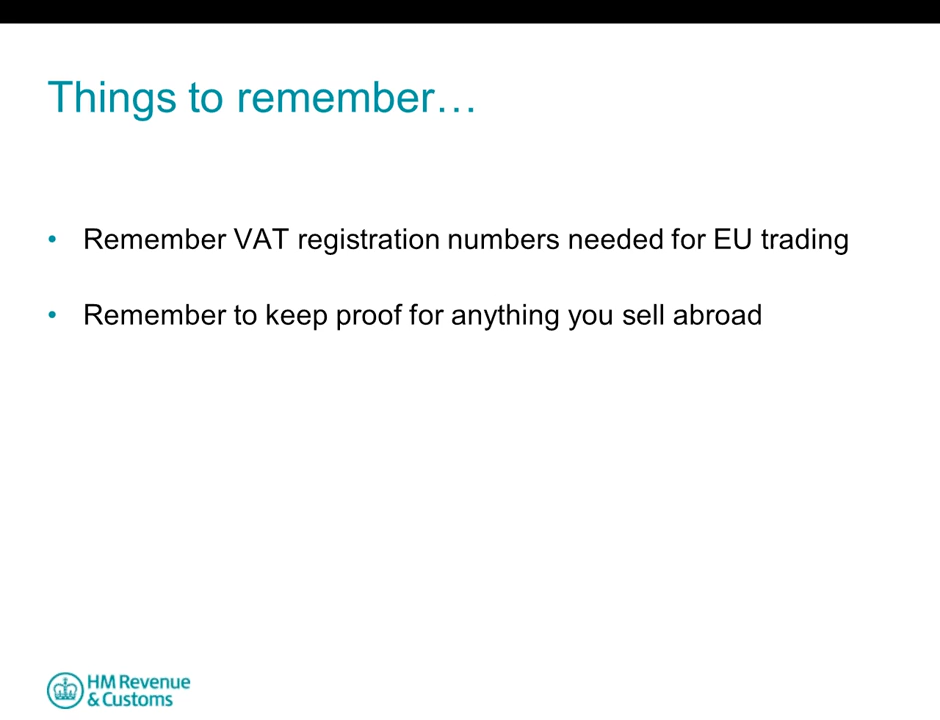 Things to remember…
• Remember VAT registration numbers needed for EU trading
• Remember to keep proof for anything you sell abroad
HM Revenue
& Customs